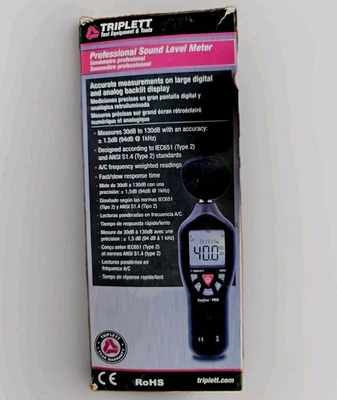 TRIPLETT
Test Equipment & Tools
Professional Sound Level Meter
Sonómetro profesional
Sonomètre professionnel
Accurate measurements on large digital
and analog backlit display
Mediciones precisas en gran pantalla digital y
analógica retroiluminada
Mesures précises sur grand écran rétroéclairé
numérique et analogique
• Measures 30dB to 130dB with an accuracy:
± 1.5dB (94dB @ 1kHz)
• Designed according to IEC651 (Type 2)
and ANSI S1.4 (Type 2) standards
• A/C frequency weighted readings
• Fast/slow response time
• Mide de 30dB a 130dB con una
precisión: ± 1.5dB (94dB @ 1kHz)
• Diseñado según las normas IEC651
(Tipo 2) y ANSI S1.4 (Tipo 2)
• Lecturas ponderadas en frecuencia A/C
• Tiempo de respuesta rápido/lento
• Mesure de 30dB à 130dB avec une
précision : ± 1,5 dB (94 dB à 1 kHz)
• Conçu selon IEC651 (Type 2)
et normes ANSI S1.4 (type 2)
• Lectures pondérées en
fréquence A/C
• Temps de réponse rapide/lent
40.0
TRIPLETT
TRIPLETT
CE
RoHS
triplett.com